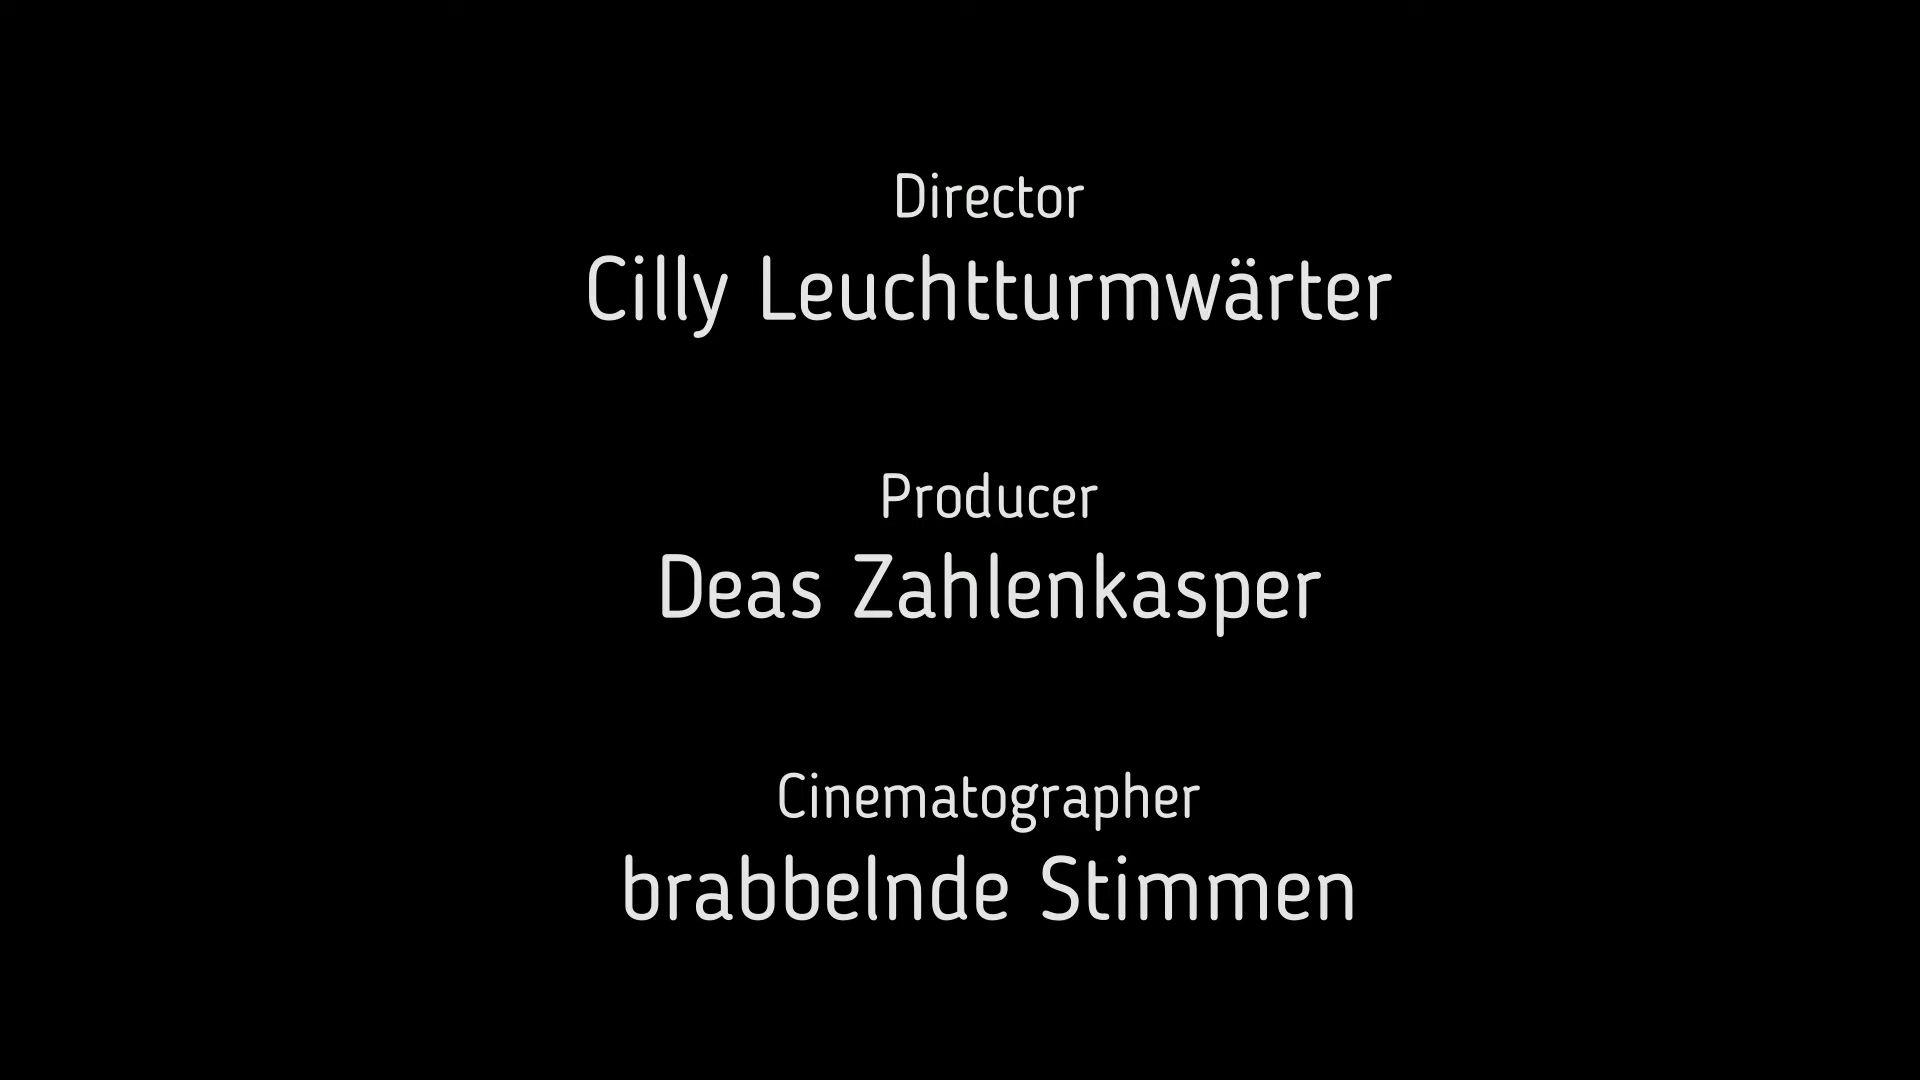 Director
Cilly Leuchtturmwärter
Producer
Deas Zahlenkasper
Cinematographer
brabbelnde Stimmen